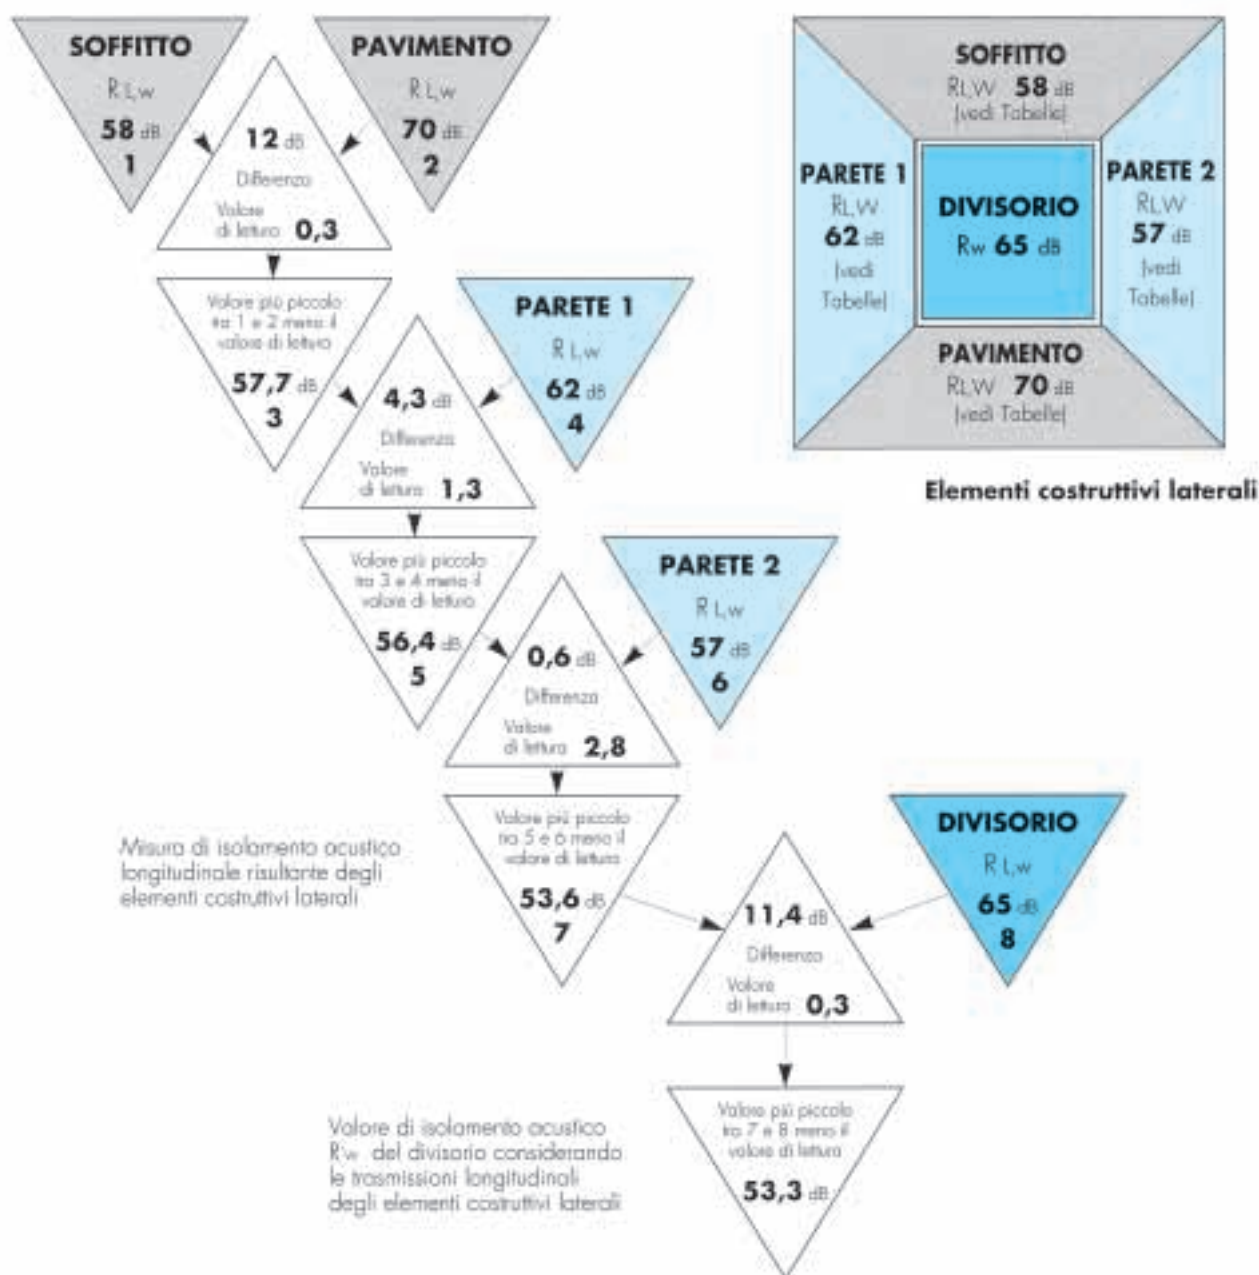 SOFFITTO
R L,w
58 dB
1
PAVIMENTO
R L,w
70 dB
2
12 dB
Differenza
Valore
di lettura 0,3
Valore più piccolo
tra 1 e 2 meno il
valore di lettura
57,7 dB
3
PARETE 1
R L,w
62 dB
4
4,3 dB
Differenza
Valore
di lettura 1,3
Valore più piccolo
tra 3 e 4 meno il
valore di lettura
56,4 dB
5
PARETE 2
R L,w
57 dB
6
0,6 dB
Differenza
Valore
di lettura 2,8
Valore più piccolo
tra 5 e 6 meno il
valore di lettura
53,6 dB
7
DIVISORIO
R L,w
65 dB
8
11,4 dB
Differenza
Valore
di lettura 0,3
Valore più piccolo
tra 7 e 8 meno il
valore di lettura
53,3 dB
Misura di isolamento acustico
longitudinale risultante degli
elementi costruttivi laterali
Valore di isolamento acustico
R'w del divisorio considerando
le trasmissioni longitudinali
degli elementi costruttivi laterali
SOFFITTO
RL,W 58 dB
(vedi Tabelle)
PARETE 1
RL,W
62 dB
(vedi
Tabelle)
DIVISORIO
Rw 65 dB
PARETE 2
RL,W
57 dB
(vedi
Tabelle)
PAVIMENTO
RL,W 70 dB
(vedi Tabelle)
Elementi costruttivi laterali